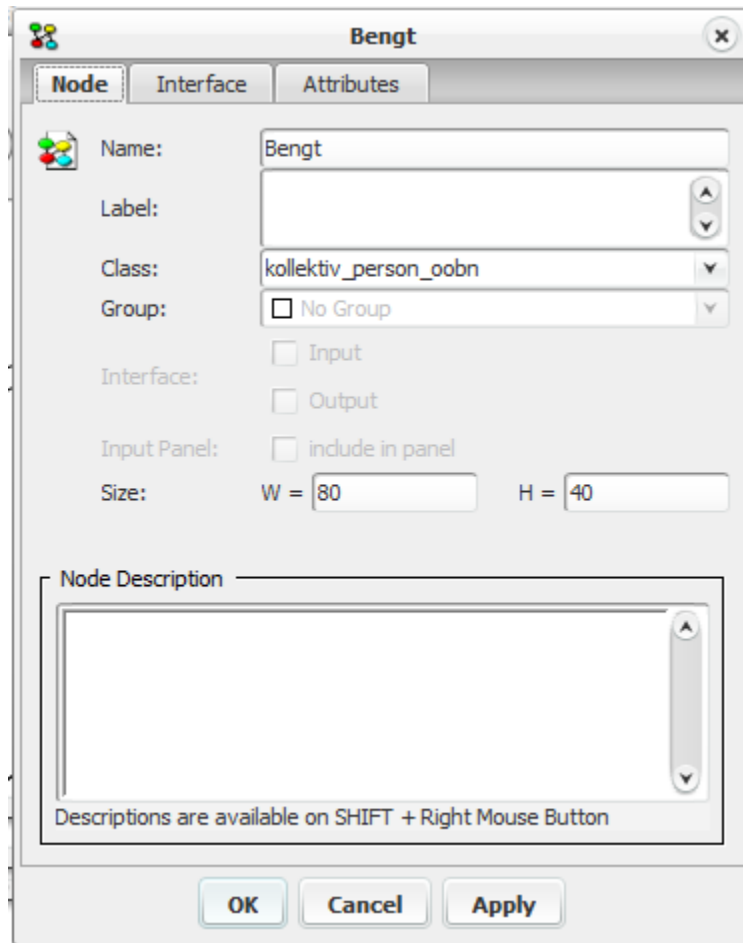 Bengt
Node Interface Attributes
Name: Bengt
Label:
Class: kollektiv_person_oobn
Group: No Group
Interface: Input
Output
Input Panel: include in panel
Size: W = 80 H = 40
Node Description
Descriptions are available on SHIFT + Right Mouse Button
OK Cancel Apply